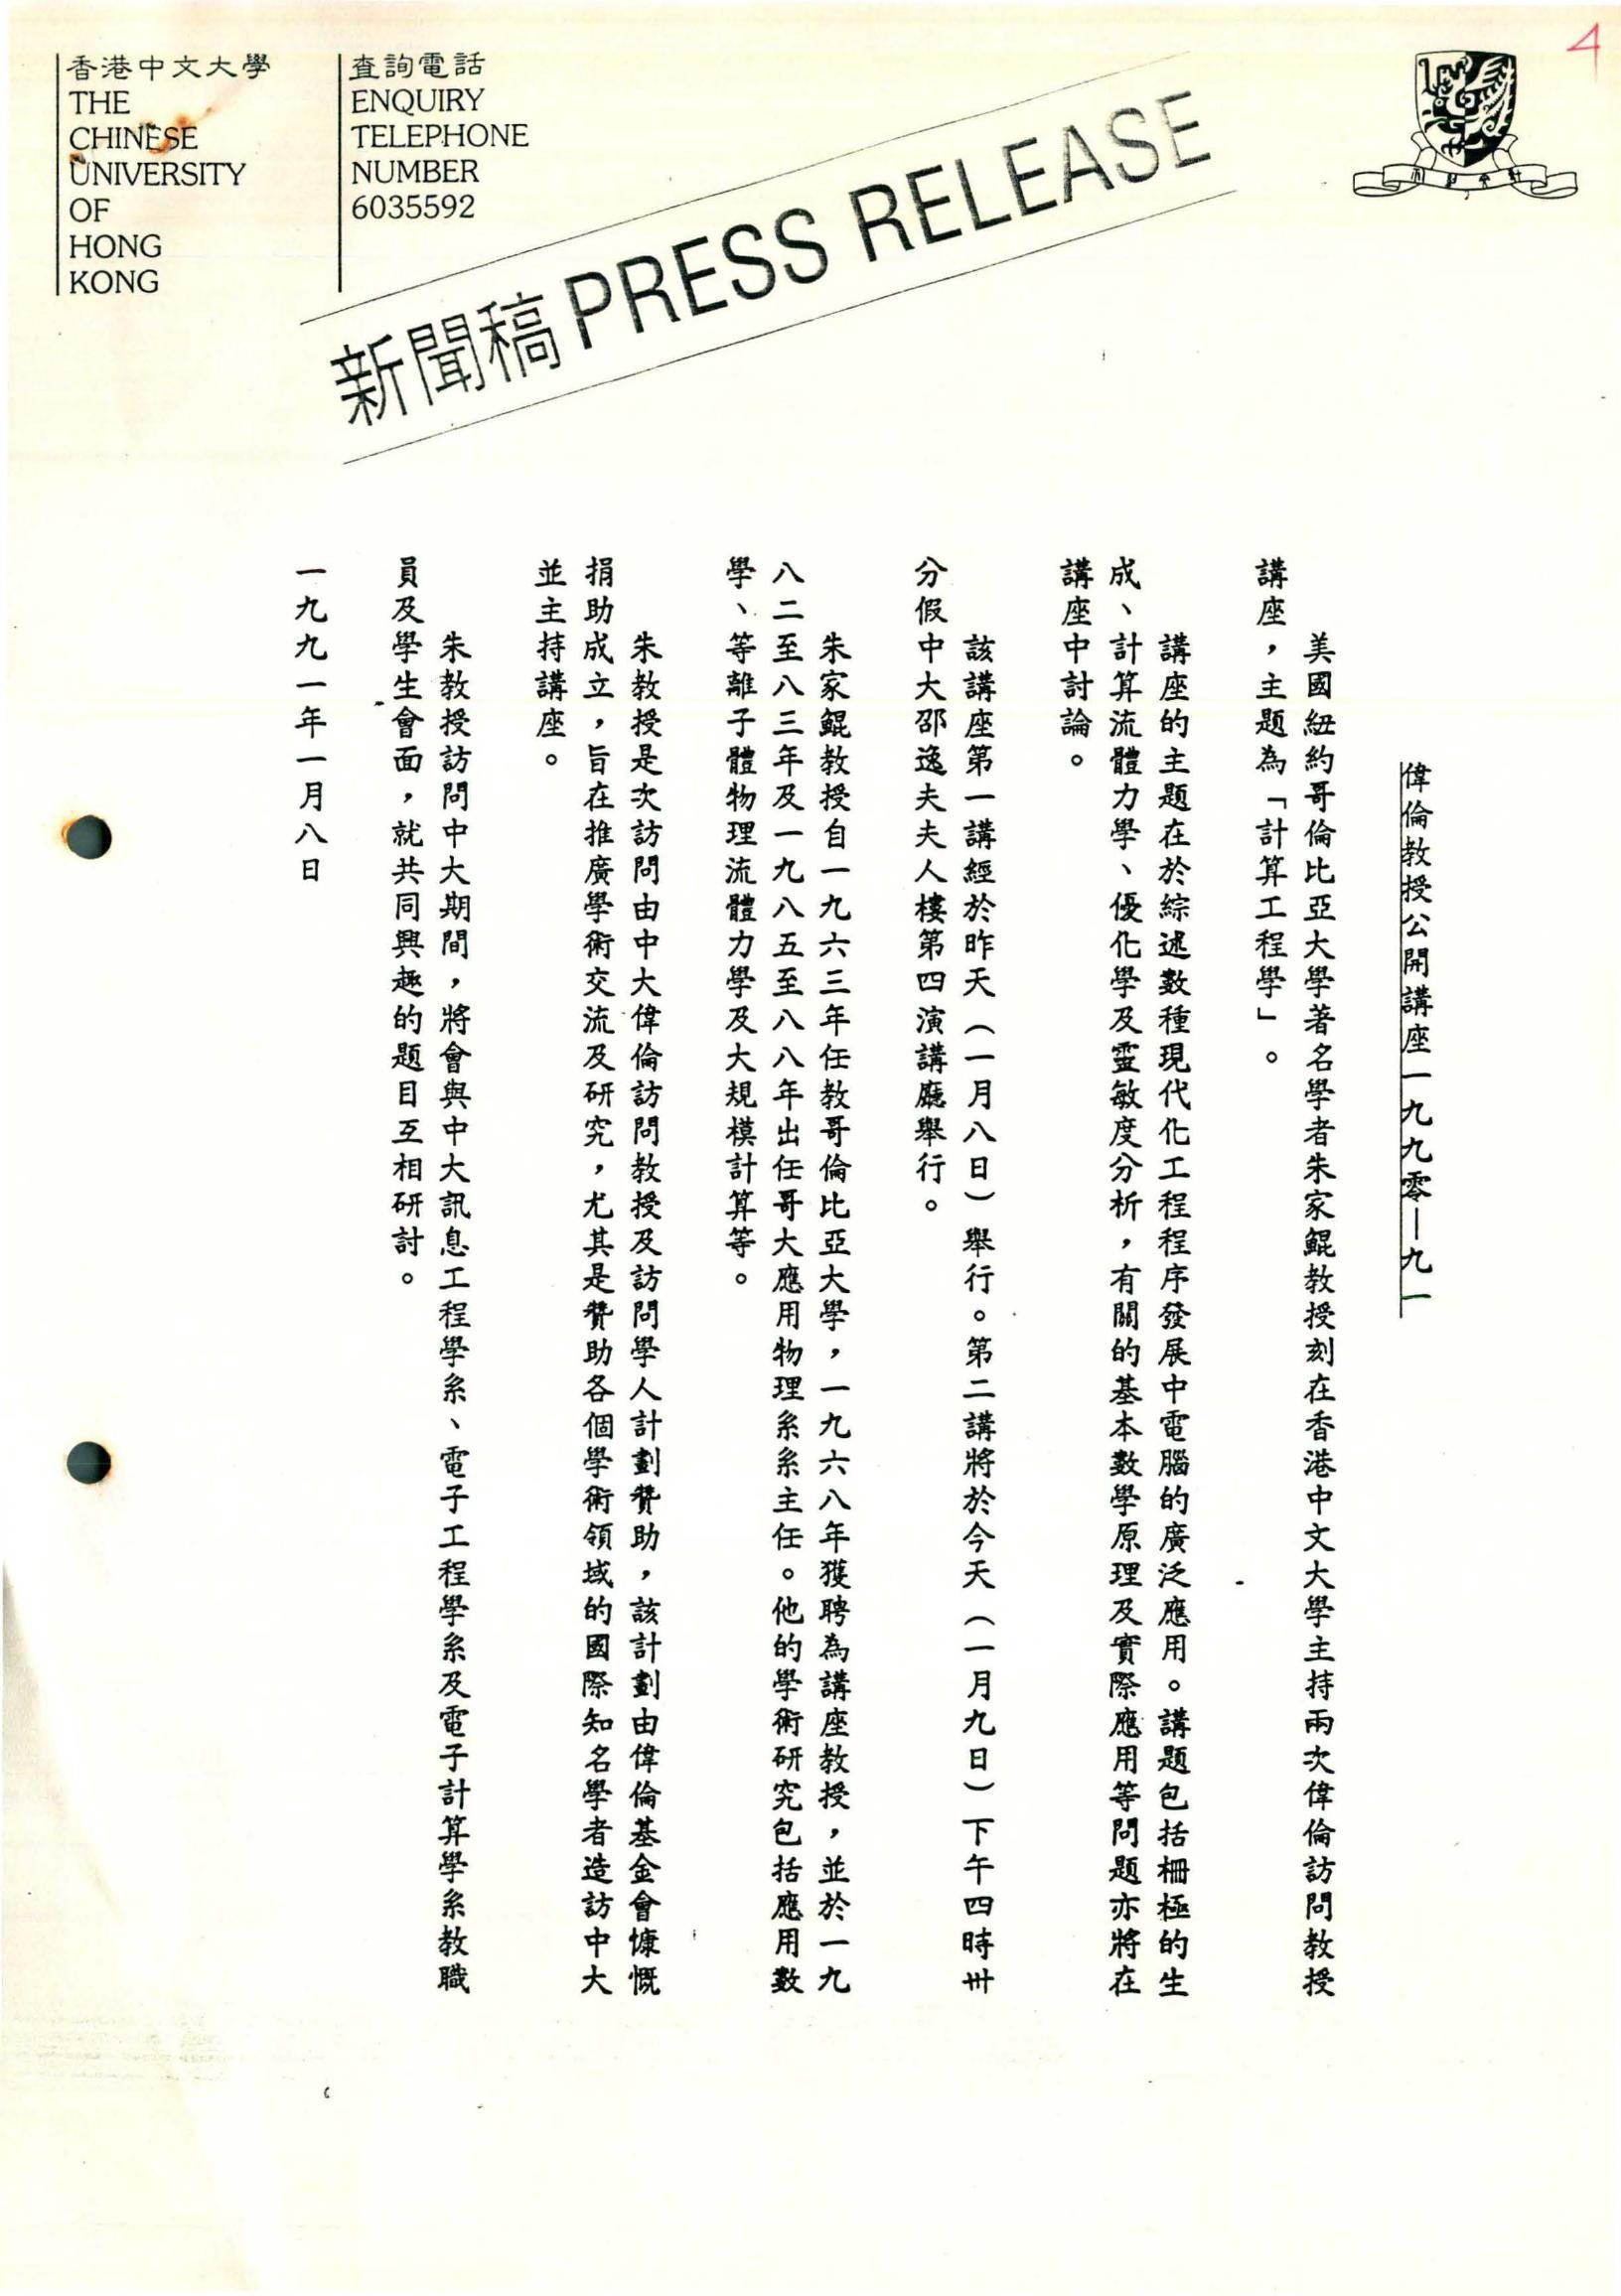 4
香港中文大學
THE
CHINESE
UNIVERSITY
OF
HONG
KONG
查詢電話
ENQUIRY
TELEPHONE
NUMBER
6035592
新聞稿 PRESS RELEASE
偉倫教授公開講座一九九零—九一
美國紐約哥倫比亞大學著名學者朱家鯤教授刻在香港中文大學主持兩次偉倫訪問教授
講座，主題為「計算工程學」。
講座的主題在於綜述數種現代化工程程序發展中電腦的廣泛應用。講題包括柵極的生
成、計算流體力學、優化學及靈敏度分析，有關的基本數學原理及實際應用等問題亦將在
講座中討論。
該講座第一講經於昨天（一月八日）舉行。第二講將於今天（一月九日）下午四時卅
分假中大邵逸夫夫人樓第四演講廳舉行。
朱家鯤教授自一九六三年任教哥倫比亞大學，一九六八年獲聘為講座教授，並於一九
八二至八三年及一九八五至八八年出任哥大應用物理系系主任。他的學術研究包括應用數
學、等離子體物理流體力學及大規模計算等。
朱教授是次訪問由中大偉倫訪問教授及訪問學人計劃贊助，該計劃由偉倫基金會慷慨
捐助成立，旨在推廣學術交流及研究，尤其是贊助各個學術領域的國際知名學者造訪中大
並主持講座。
朱教授訪問中大期間，將會與中大訊息工程學系、電子工程學系及電子計算學系教職
員及學生會面，就共同興趣的題目互相研討。
一九九一年一月八日